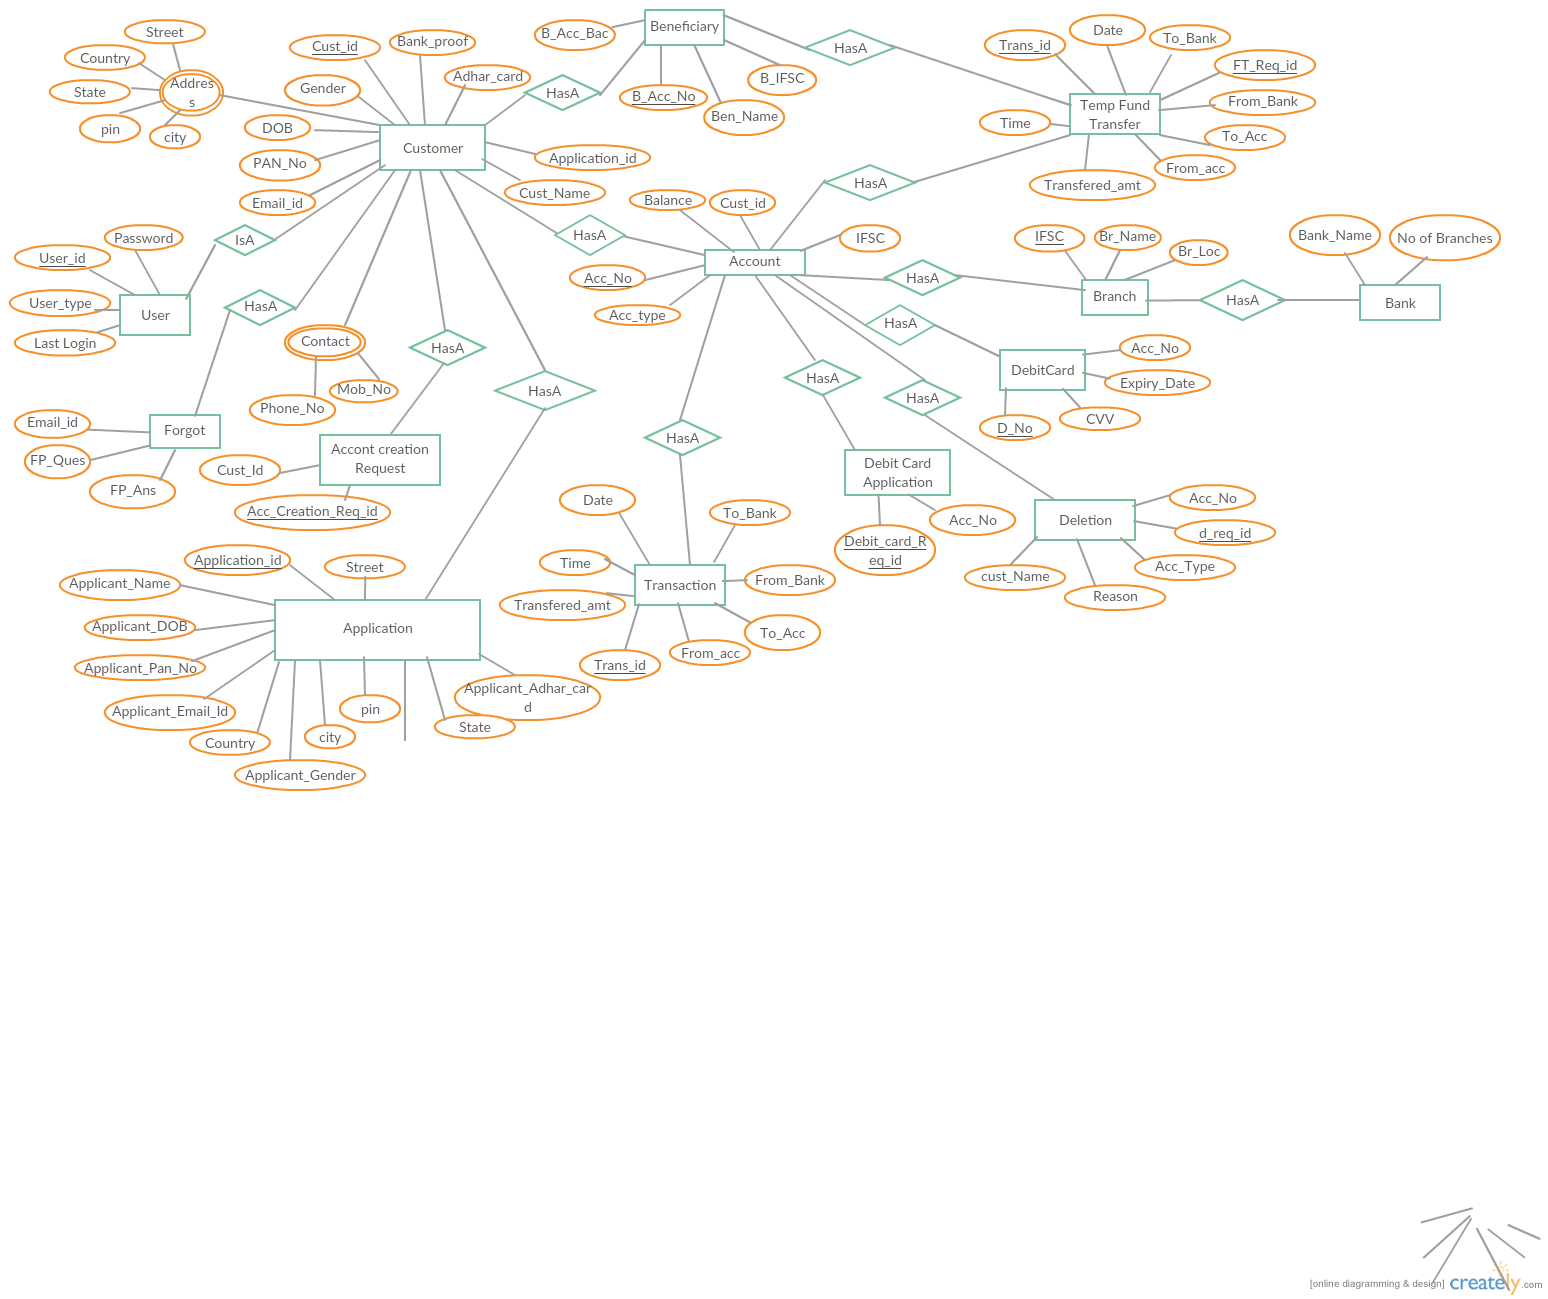 Street
Country
Addres
s
State
pin
city
Cust_id
Bank_proof
Adhar_card
Gender
DOB
PAN_No
Email_id
Customer
Application_id
Cust_Name
HasA
B_Acc_Bac
Beneficiary
B_Acc_No
Ben_Name
B_IFSC
HasA
Trans_id
Date
To_Bank
FT_Req_id
From_Bank
To_Acc
From_acc
Transfered_amt
Time
Temp Fund
Transfer
HasA
Balance
Cust_id
IFSC
Acc_No
Acc_type
Account
HasA
IsA
Password
User_id
User_type
Last Login
User
HasA
Contact
Phone_No
Mob_No
HasA
HasA
HasA
IFSC
Br_Name
Br_Loc
Branch
HasA
Bank_Name
No of Branches
Bank
HasA
DebitCard
Acc_No
Expiry_Date
CVV
D_No
HasA
HasA
HasA
Email_id
FP_Ques
FP_Ans
Forgot
Accont creation
Request
Cust_Id
Acc_Creation_Req_id
Debit Card
Application
Debit_card_R
eq_id
Acc_No
Deletion
Acc_No
d_req_id
Acc_Type
Reason
cust_Name
Date
To_Bank
Time
From_Bank
Transfered_amt
Transaction
To_Acc
From_acc
Trans_id
Application_id
Street
Applicant_Name
Applicant_DOB
Applicant_Pan_No
Applicant_Email_Id
Application
Country
Applicant_Gender
city
pin
Applicant_Adhar_car
d
State
[online diagramming & design] creately.com